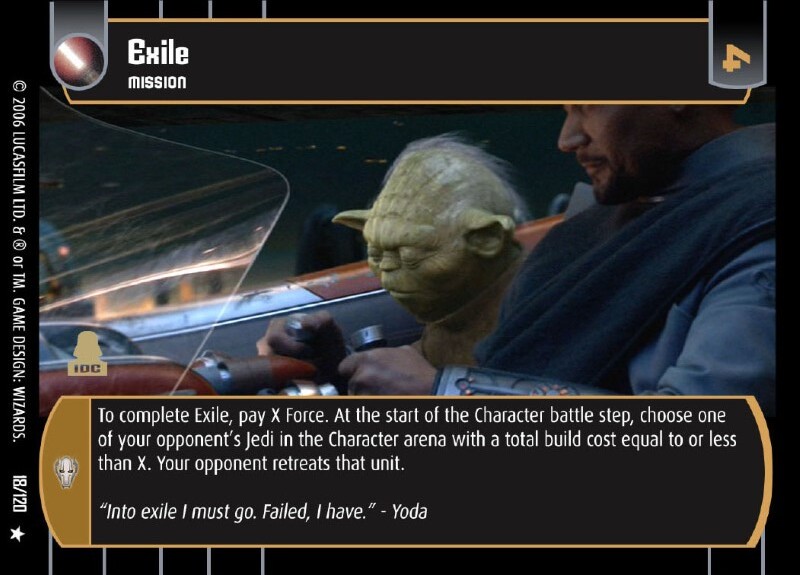 Exile
MISSION
4
To complete Exile, pay X Force. At the start of the Character battle step, choose one
of your opponent's Jedi in the Character arena with a total build cost equal to or less
than X. Your opponent retreats that unit.
"Into exile I must go. Failed, I have." - Yoda
IDC
© 2006 LUCASFILM LTD. & ® or TM. GAME DESIGN: WIZARDS.
18/120 ★